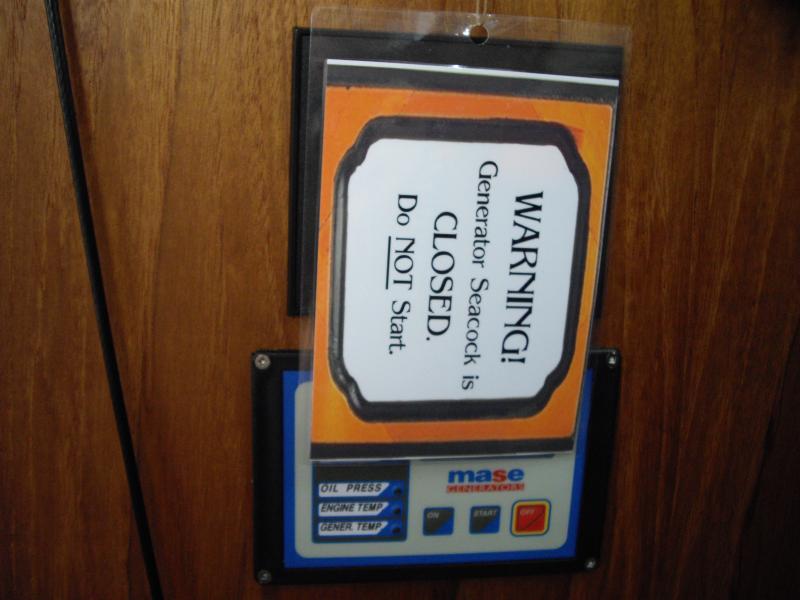 WARNING!
Generator Seacock is
CLOSED.
Do NOT Start.
mase
GENERATORS
OIL PRESS
ENGINE TEMP
GENER. TEMP
ON
START
OFF